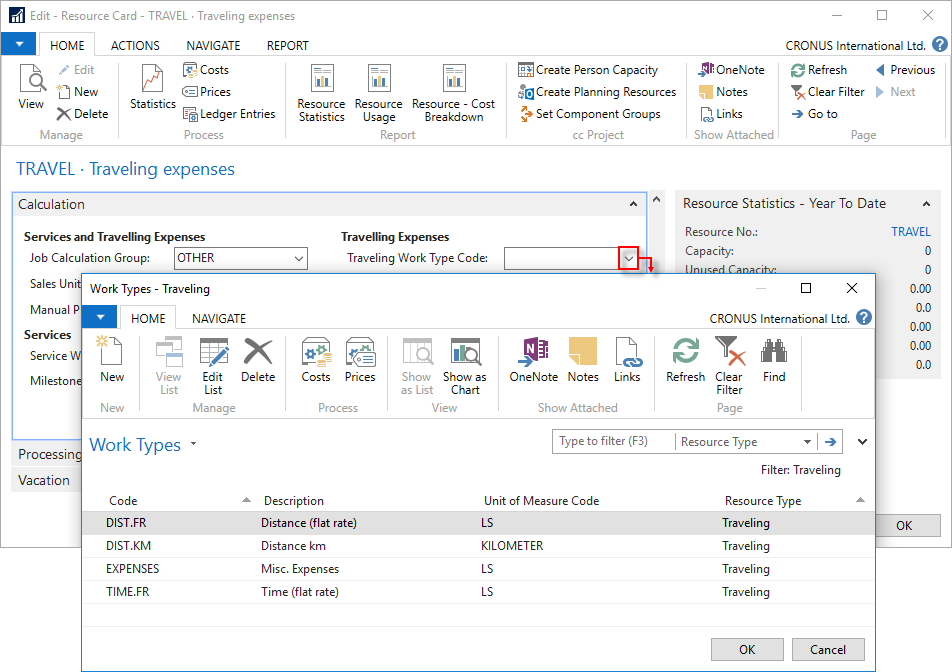 Edit - Resource Card - TRAVEL · Traveling expenses
HOME ACTIONS NAVIGATE REPORT CRONUS International Ltd. ?
View
Edit
New
Delete
Manage
Statistics
Costs
Prices
Ledger Entries
Process
Resource Statistics
Resource Usage
Resource - Cost Breakdown
Report
Create Person Capacity
Create Planning Resources
Set Component Groups
cc Project
OneNote
Notes
Links
Show Attached
Refresh
Clear Filter
Go to
Previous
Next
Page
TRAVEL · Traveling expenses
Calculation
Services and Travelling Expenses
Job Calculation Group: OTHER
Sales Unit
Manual P
Services
Service W
Milestone
Travelling Expenses
Traveling Work Type Code:
Processing
Vacation
Resource Statistics - Year To Date
Resource No.: TRAVEL
Capacity: 0
Unused Capacity: 0
0.00
0.0
0.00
0.00
0.0
OK
Work Types - Traveling
HOME NAVIGATE CRONUS International Ltd. ?
New
New
View List
Edit List
Delete
Manage
Costs
Prices
Process
Show as List
Show as Chart
View
OneNote
Notes
Links
Show Attached
Refresh
Clear Filter
Find
Page
Work Types
Type to filter (F3) Resource Type
Filter: Traveling
Code Description Unit of Measure Code Resource Type
DIST.FR Distance (flat rate) LS Traveling
DIST.KM Distance km KILOMETER Traveling
EXPENSES Misc. Expenses LS Traveling
TIME.FR Time (flat rate) LS Traveling
OK Cancel